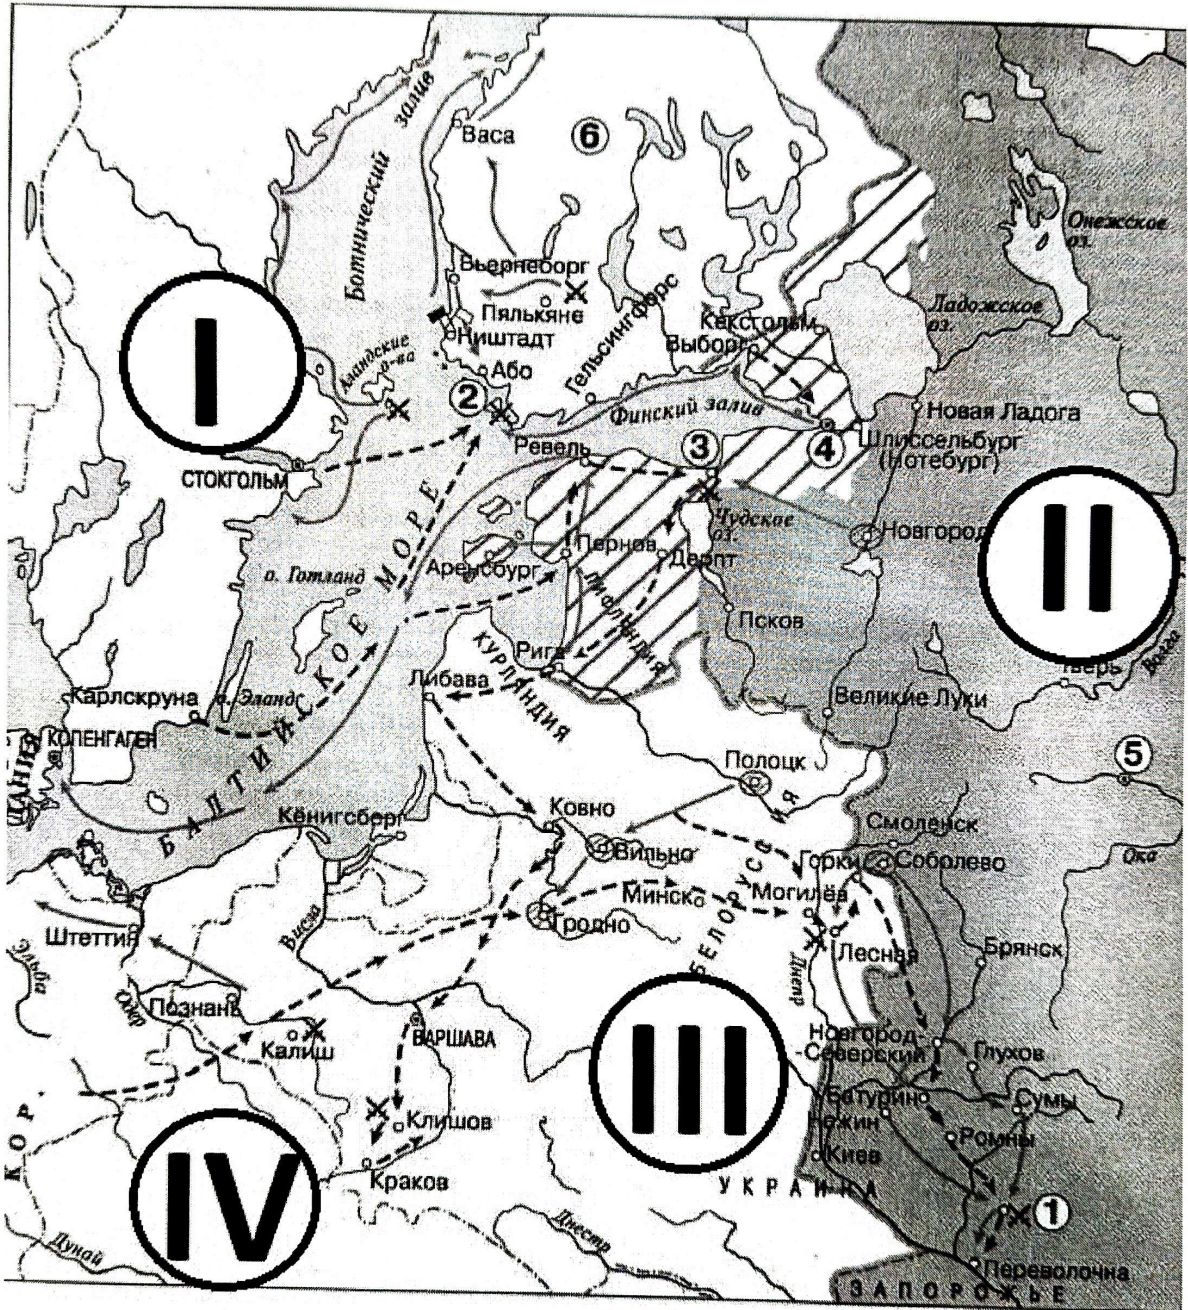 Ботнический
залив
Васа
6
Онежское
оз.
Бьернеборг
Пялькяне
Ништадт
Або
Гельсингфорс
Кексгольм
Выборг
Ладожское
оз.
I
Аландские
о-ва
2
Финский залив
Новая Ладога
4
Шлиссельбург
(Нотебург)
СТОКГОЛЬМ
Ревель
3
Чудское
оз.
Новгород
II
Пернов
Дерпт
Аренсбург
о. Готланд
ЛИФЛЯНДИЯ
Псков
Рига
КУРЛЯНДИЯ
Тверь
Волга
Либава
Великие Луки
Карлскруна
о. Эланд
КОПЕНГАГЕН
ДАНИЯ
БАЛТИЙСКОЕ МОРЕ
Полоцк
5
Кёнигсберг
Ковно
Смоленск
Ока
Вильно
Горки
Соболево
БЕЛОРУССИЯ
Минск
Могилёв
Висла
Гродно
Штеттин
Лесная
Брянск
Эльба
Одер
Днепр
Познань
Калиш
ВАРШАВА
III
Новгород-
-Северский
Глухов
Батурин
Сумы
Нежин
Клишов
Ромны
Киев
КОР.
IV
Краков
УКРАИНА
1
Дунай
Днестр
Переволочна
ЗАПОРОЖЬЕ